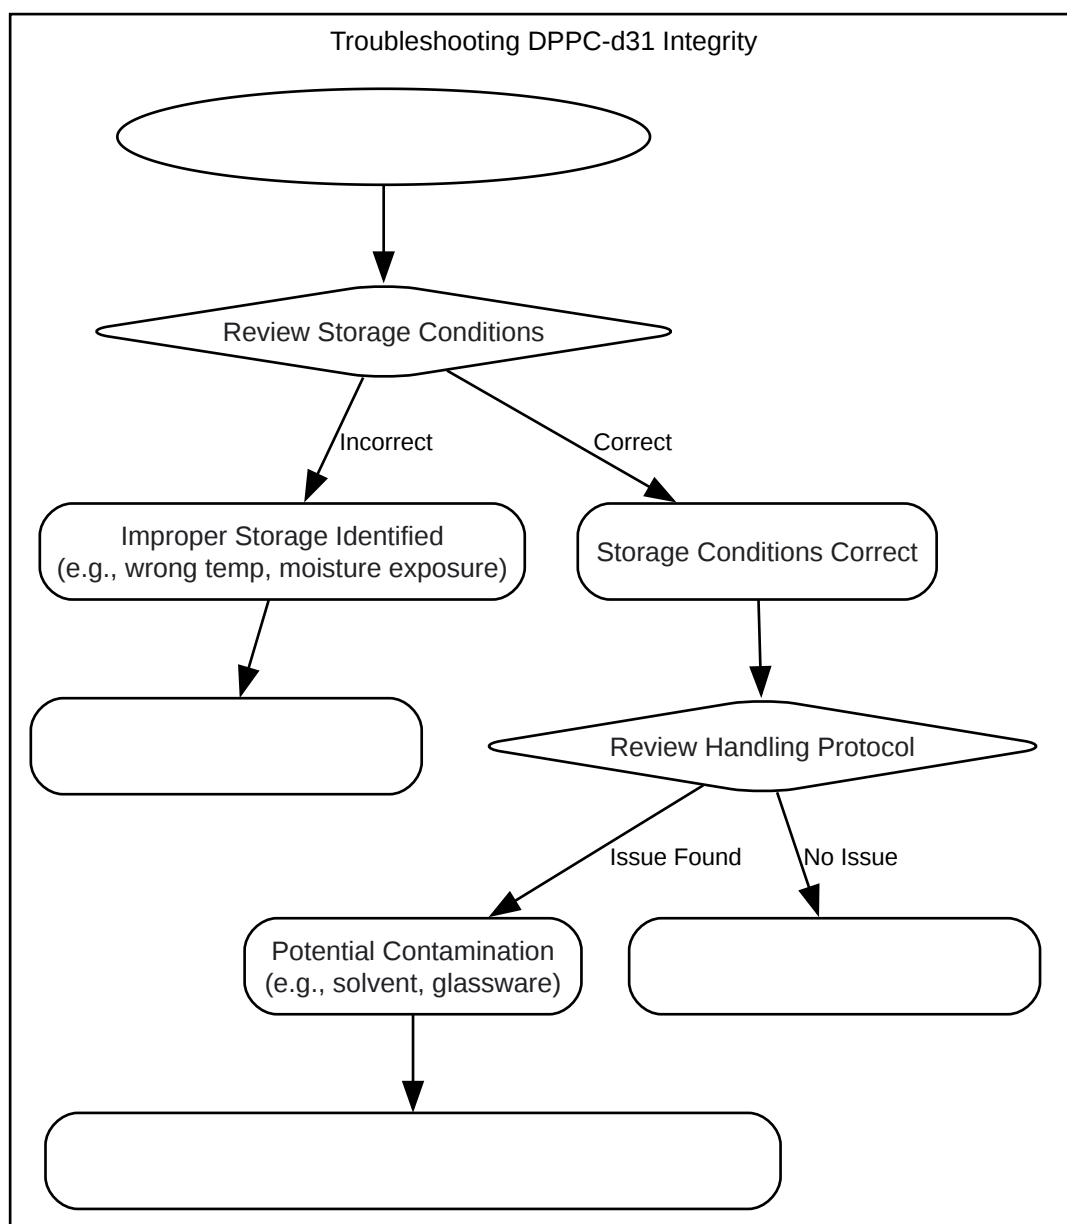 Troubleshooting DPPC-d31 Integrity
Review Storage Conditions
Incorrect
Correct
Improper Storage Identified
(e.g., wrong temp, moisture exposure)
Storage Conditions Correct
Review Handling Protocol
Issue Found
No Issue
Potential Contamination
(e.g., solvent, glassware)